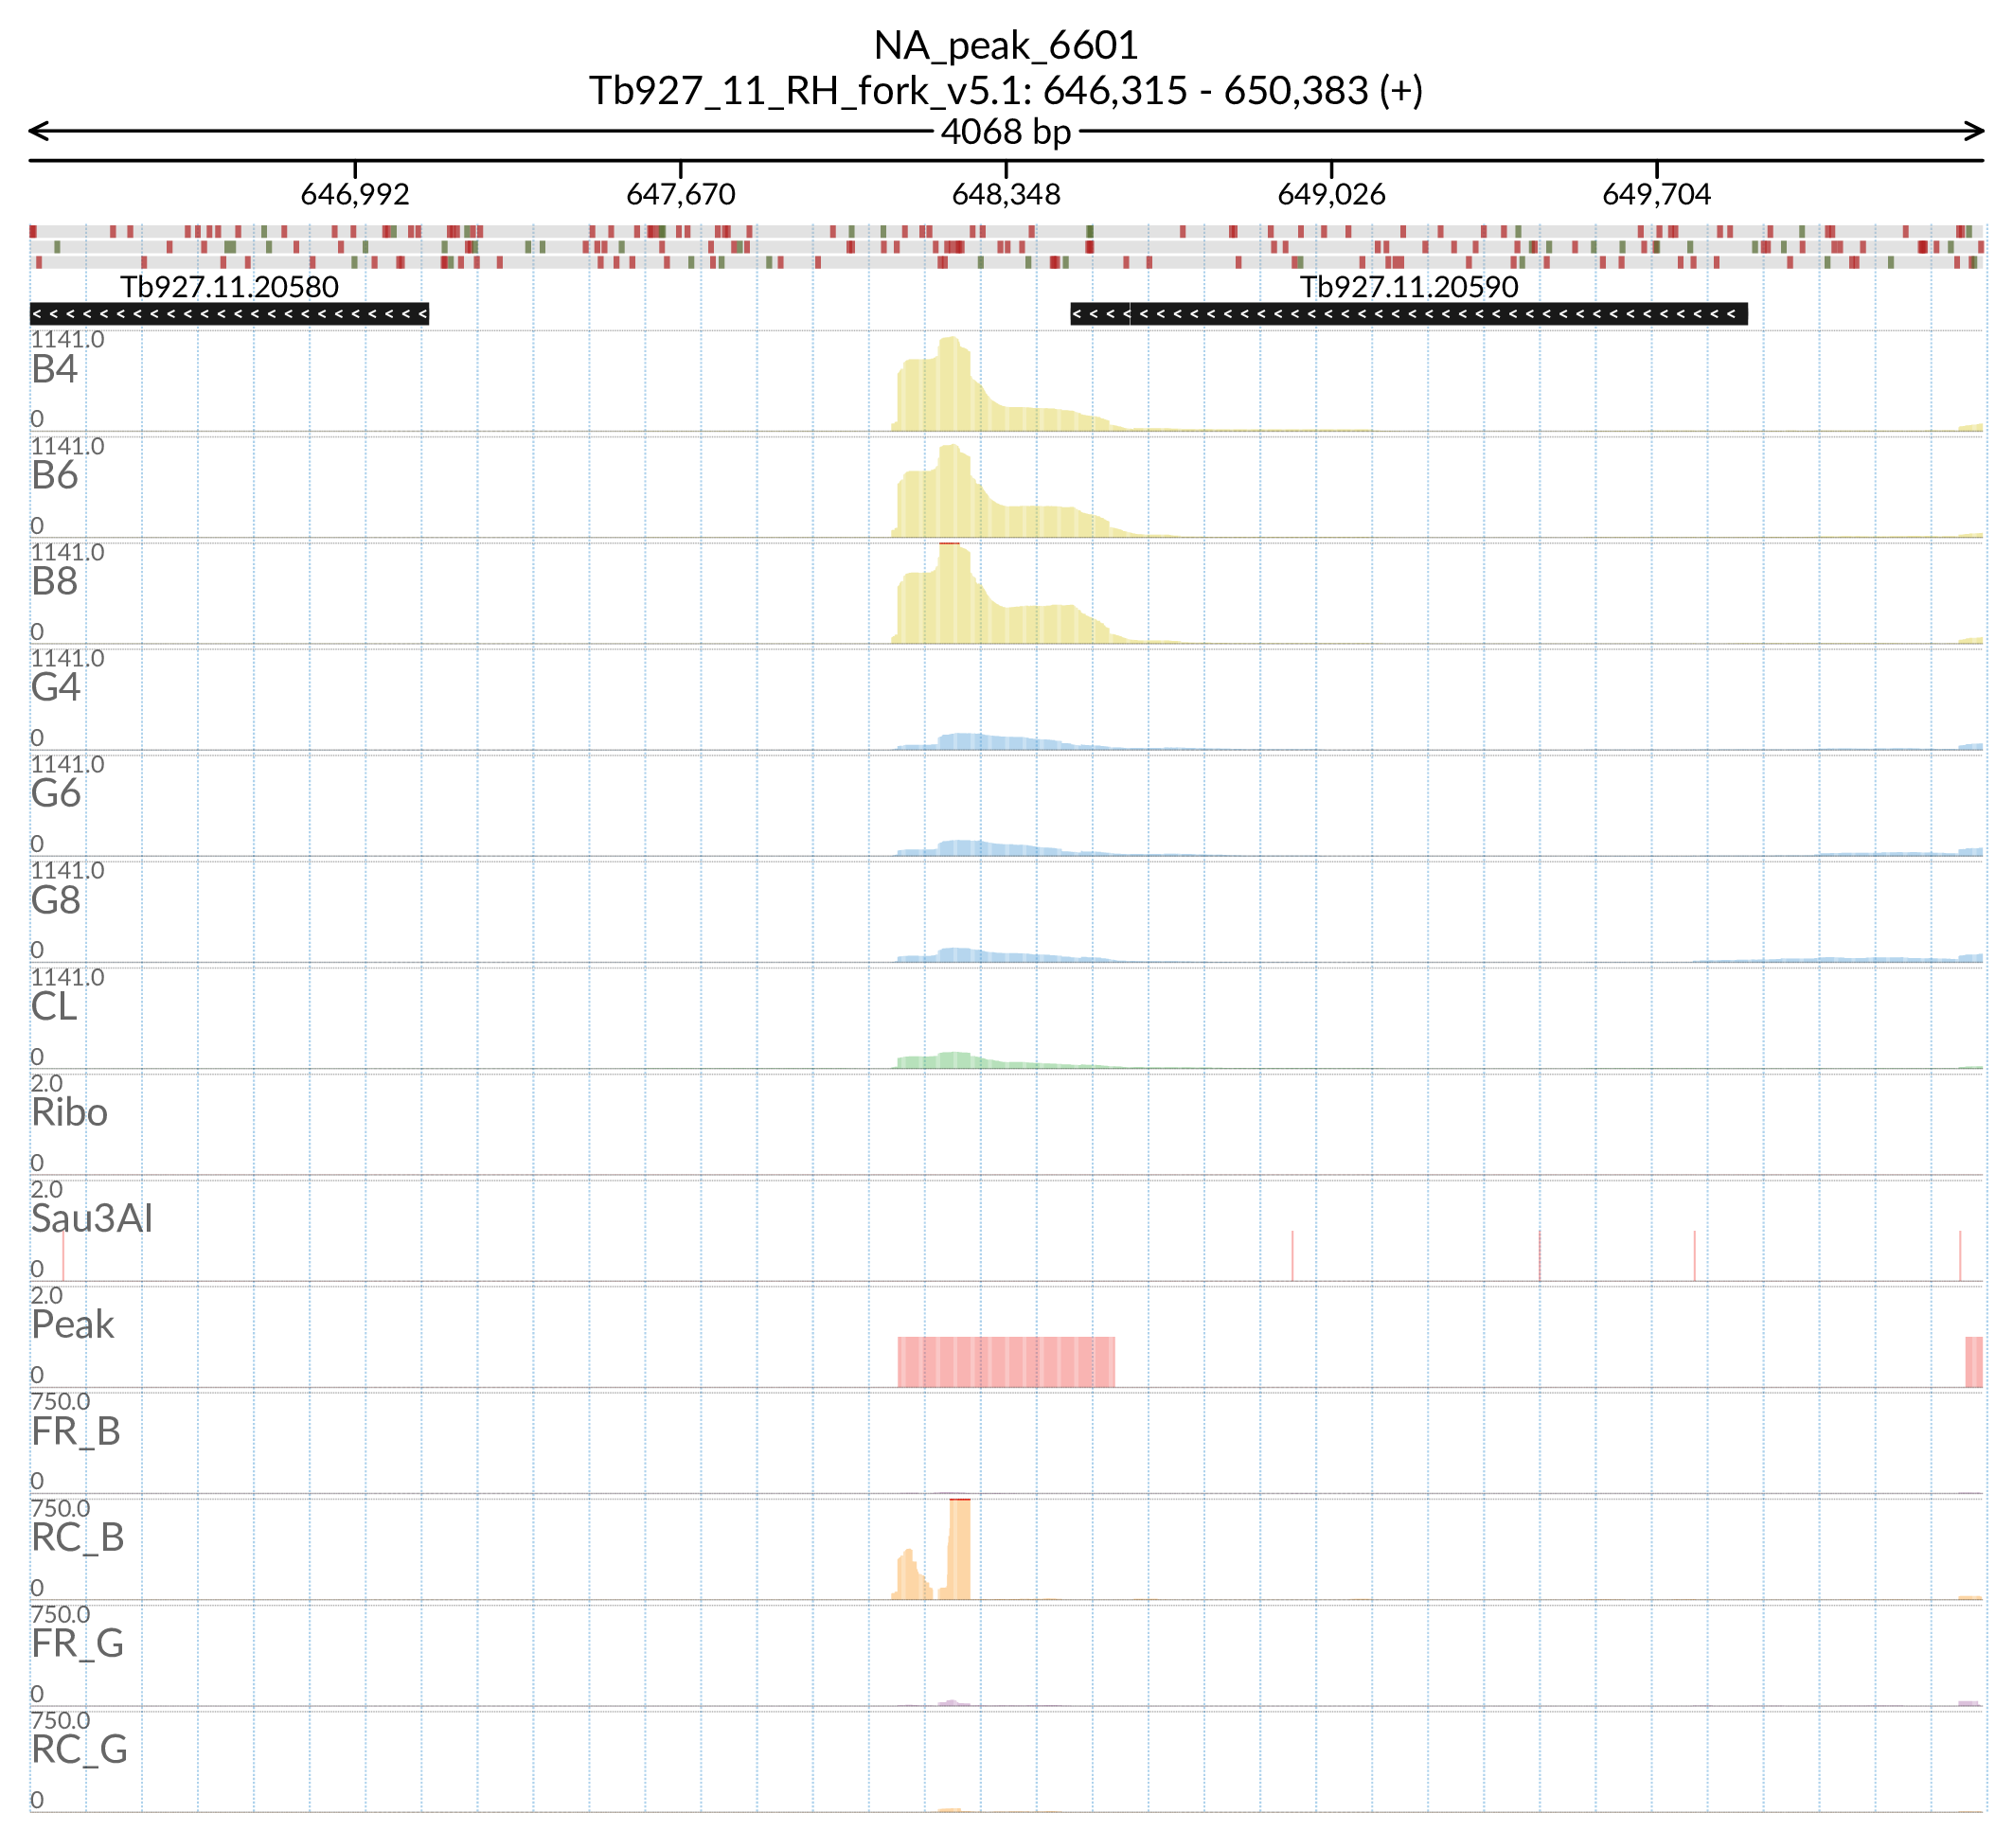 NA_peak_6601
Tb927_11_RH_fork_v5.1: 646,315 - 650,383 (+)
4068 bp
646,992 647,670 648,348 649,026 649,704
Tb927.11.20580 Tb927.11.20590
1141.0
B4
0
1141.0
B6
0
1141.0
B8
0
1141.0
G4
0
1141.0
G6
0
1141.0
G8
0
1141.0
CL
0
2.0
Ribo
0
2.0
Sau3AI
0
2.0
Peak
0
750.0
FR_B
0
750.0
RC_B
0
750.0
FR_G
0
750.0
RC_G
0